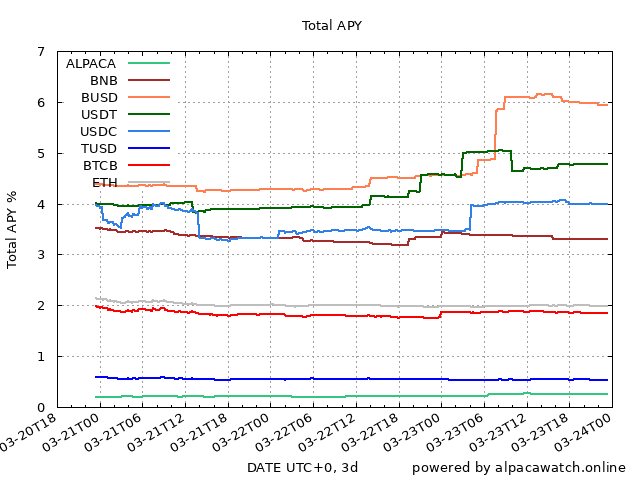 Total APY
7
6
5
4
3
2
1
0
Total APY %
ALPACA
BNB
BUSD
USDT
USDC
TUSD
BTCB
ETH
03-20T18
03-21T00
03-21T06
03-21T12
03-21T18
03-22T00
03-22T06
03-22T12
03-22T18
03-23T00
03-23T06
03-23T12
03-23T18
03-24T00
DATE UTC+0, 3d
powered by alpacawatch.online